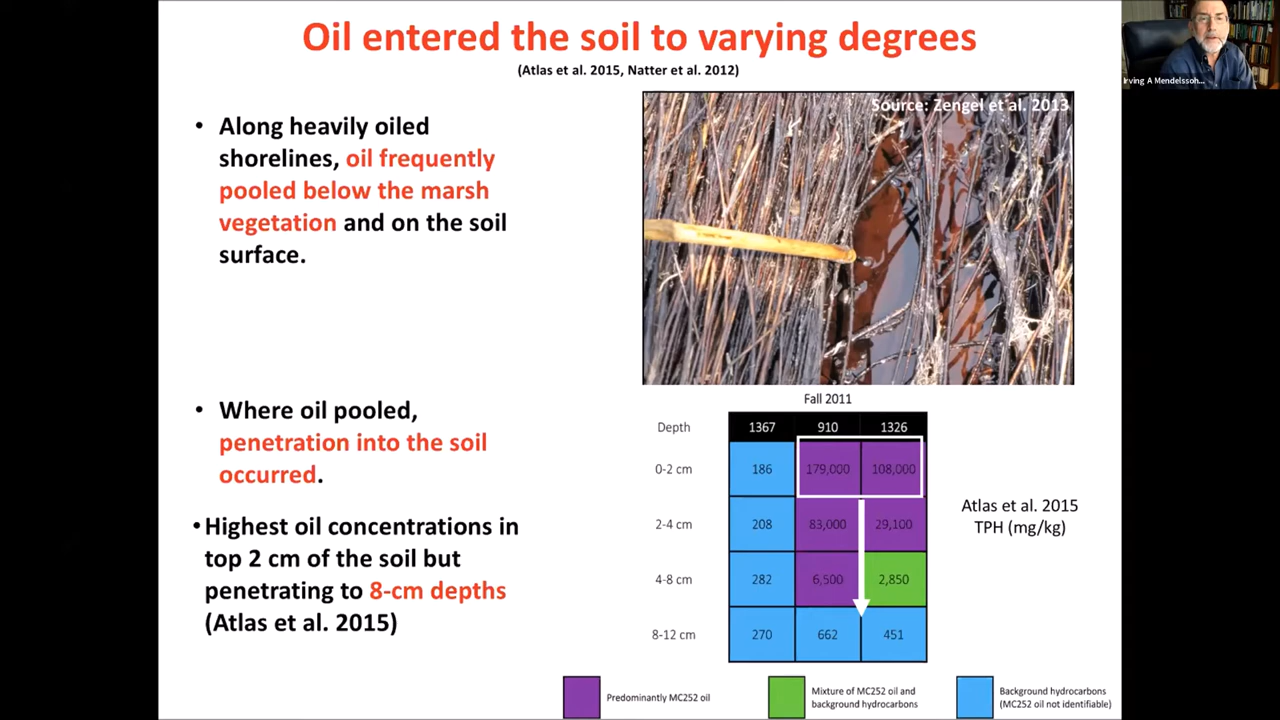 Oil entered the soil to varying degrees
(Atlas et al. 2015, Natter et al. 2012)
• Along heavily oiled
shorelines, oil frequently
pooled below the marsh
vegetation and on the soil
surface.
Source: Zengel et al. 2013
• Where oil pooled,
penetration into the soil
occurred.
• Highest oil concentrations in
top 2 cm of the soil but
penetrating to 8-cm depths
(Atlas et al. 2015)
Fall 2011
Depth 1367 910 1326
0-2 cm 186 179,000 108,000
2-4 cm 208 83,000 29,100
4-8 cm 282 6,500 2,850
8-12 cm 270 662 451
Atlas et al. 2015
TPH (mg/kg)
Predominantly MC252 oil
Mixture of MC252 oil and
background hydrocarbons
Background hydrocarbons
(MC252 oil not identifiable)
Irving A Mendelssoh...